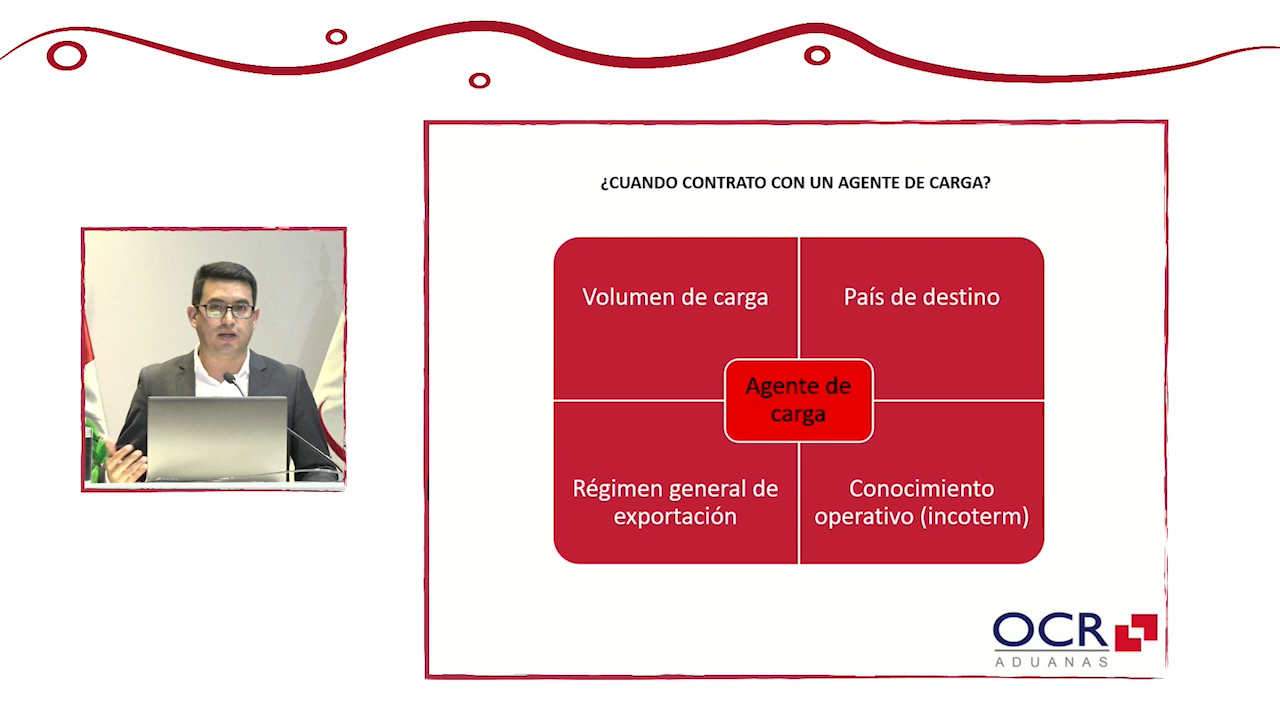 ¿CUANDO CONTRATO CON UN AGENTE DE CARGA?
Volumen de carga
País de destino
Agente de
carga
Régimen general de
exportación
Conocimiento
operativo (incoterm)
OCR
ADUANAS